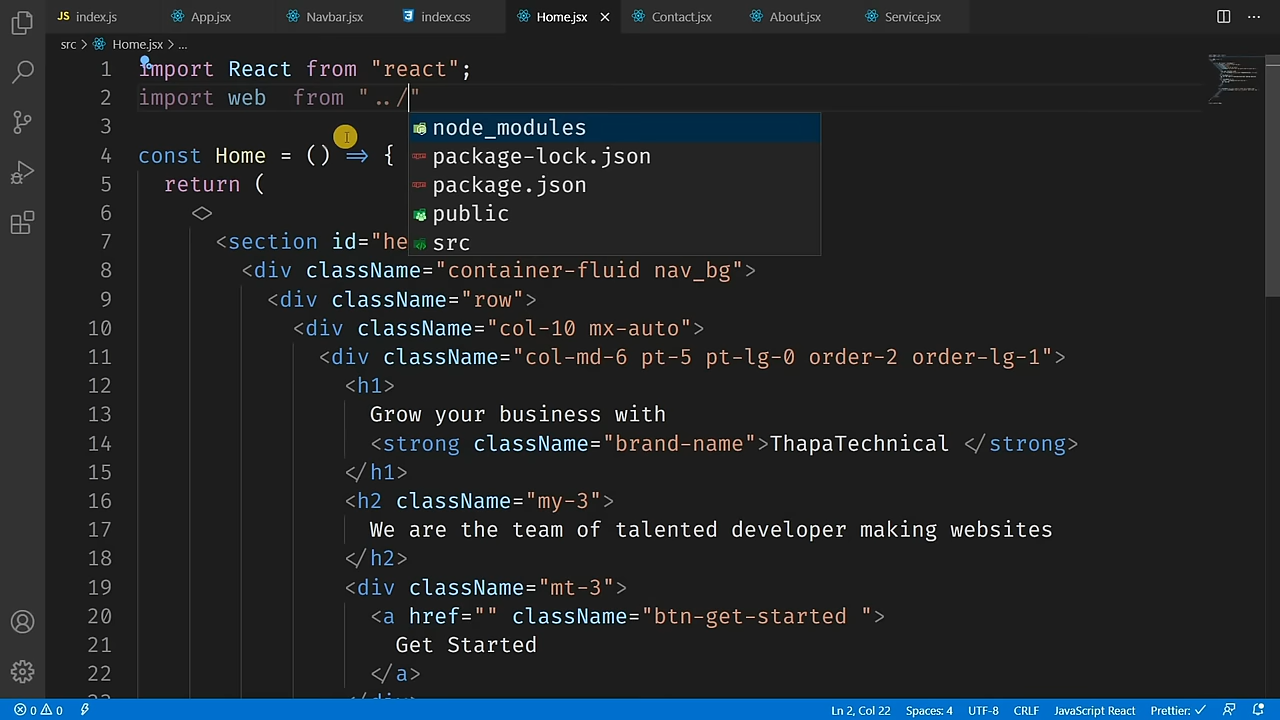 JS index.js App.jsx Navbar.jsx index.css Home.jsx Contact.jsx About.jsx Service.jsx
src > Home.jsx > ...
1 import React from "react";
2 import web  from "../"
node_modules
3
package-lock.json
4 const Home = () => {
package.json
5 return (
public
6 <>
src
7 <section id="he
8 <div className="container-fluid nav_bg">
9 <div className="row">
10 <div className="col-10 mx-auto">
11 <div className="col-md-6 pt-5 pt-lg-0 order-2 order-lg-1">
12 <h1>
13 Grow your business with
14 <strong className="brand-name">ThapaTechnical </strong>
15 </h1>
16 <h2 className="my-3">
17 We are the team of talented developer making websites
18 </h2>
19 <div className="mt-3">
20 <a href="" className="btn-get-started ">
21 Get Started
22 </a>
23 </div>
0 0 Ln 2, Col 22 Spaces: 4 UTF-8 CRLF JavaScript React Prettier: ✓